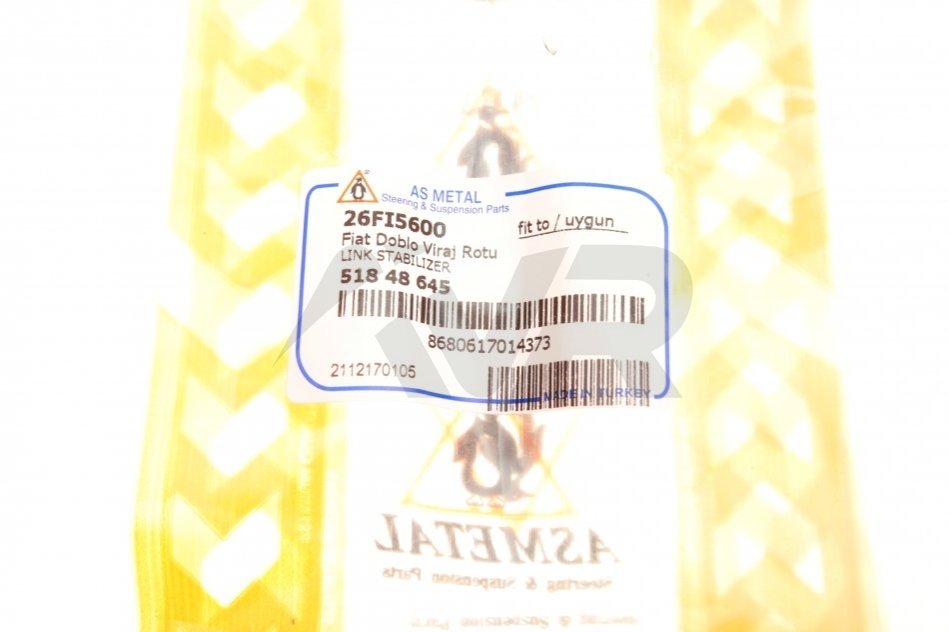 AS METAL
Steering & Suspension Parts
26FI5600
fit to / uygun
Fiat Doblo Viraj Rotu
LINK STABILIZER
518 48 645
8680617014373
2112170105
MADE IN TURKEY
AVR
ASMETAL
Steering & Suspension Parts